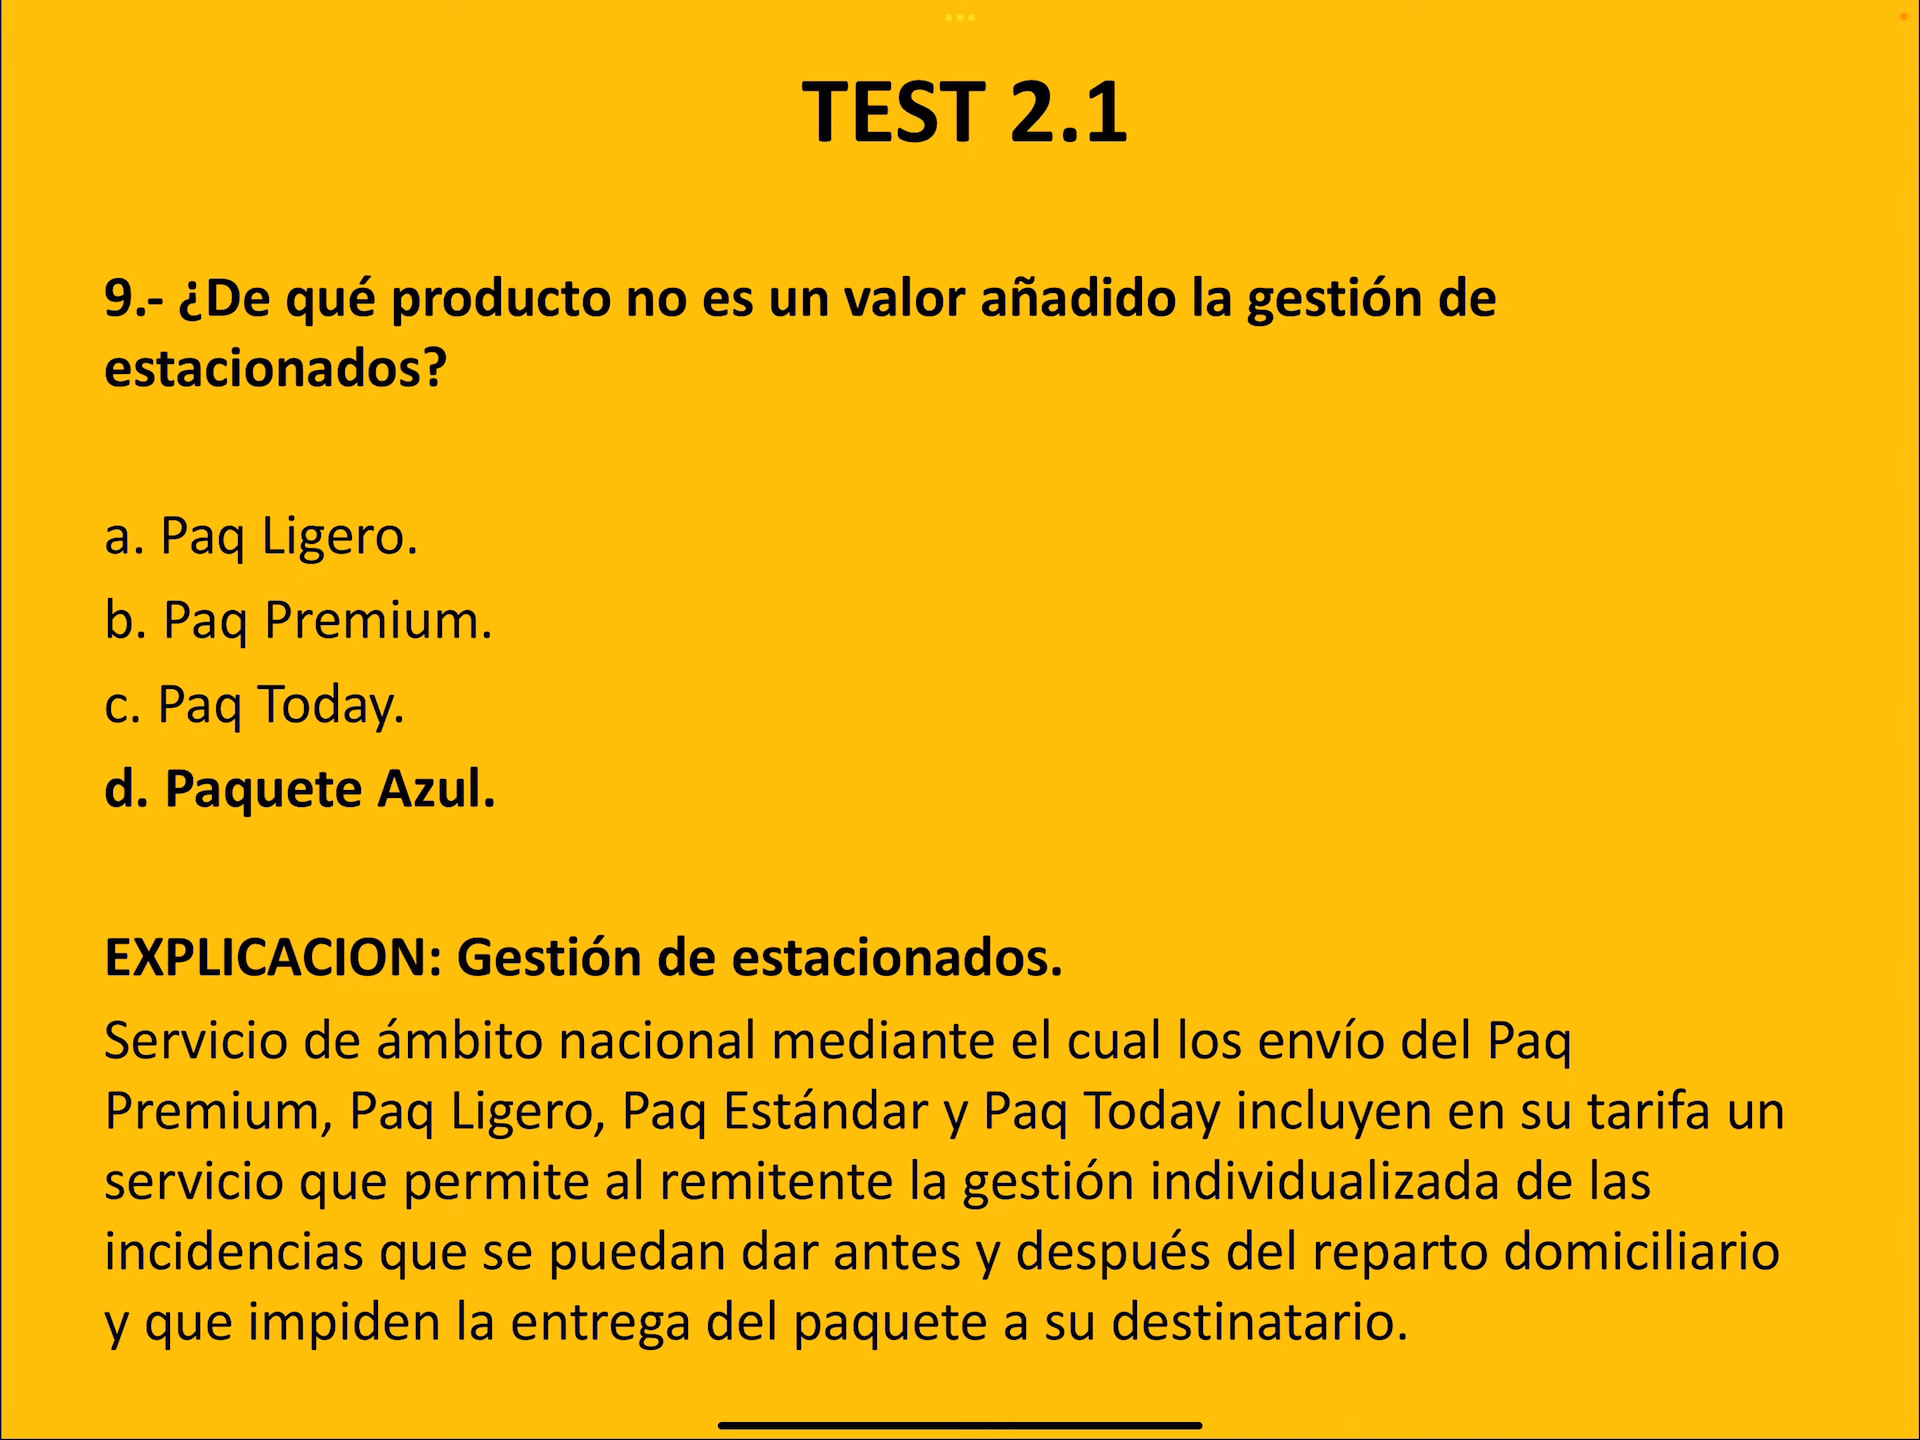 TEST 2.1
9.- ¿De qué producto no es un valor añadido la gestión de
estacionados?
a. Paq Ligero.
b. Paq Premium.
c. Paq Today.
d. Paquete Azul.
EXPLICACION: Gestión de estacionados.
Servicio de ámbito nacional mediante el cual los envío del Paq
Premium, Paq Ligero, Paq Estándar y Paq Today incluyen en su tarifa un
servicio que permite al remitente la gestión individualizada de las
incidencias que se puedan dar antes y después del reparto domiciliario
y que impiden la entrega del paquete a su destinatario.